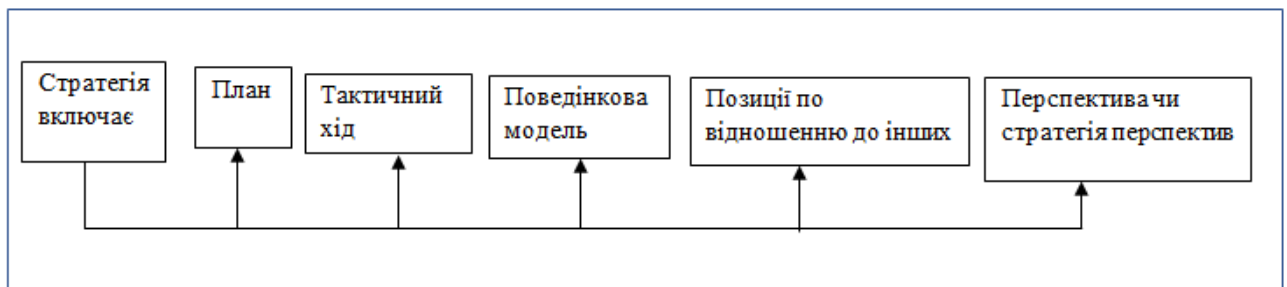 Стратегія
включає
План
Тактичний
хід
Поведінкова
модель
Позиції по
відношенню до інших
Перспектива чи
стратегія перспектив